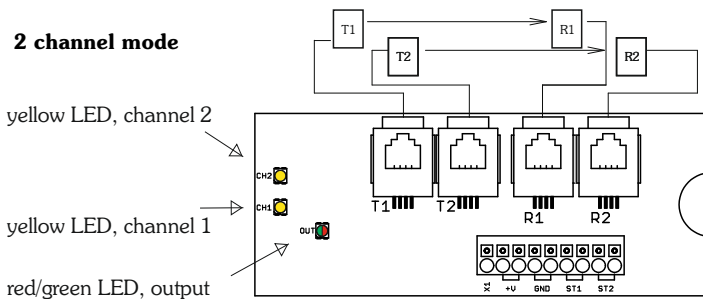 T1
R1
2 channel mode
T2
R2
yellow LED, channel 2
CH2
CH1
T1
T2
R1
R2
yellow LED, channel 1
OUT
red/green LED, output
X1
+V
GND
ST1
ST2